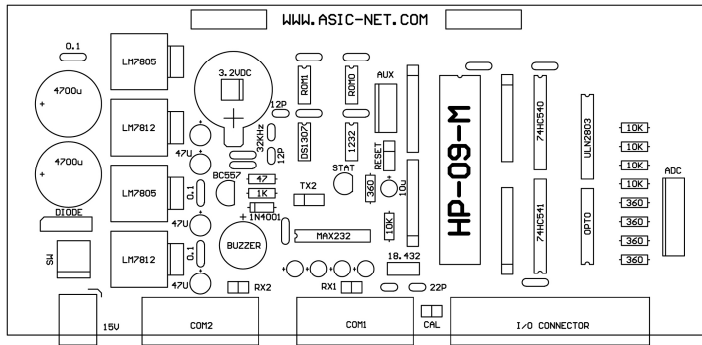 WWW.ASIC-NET.COM
0.1
LM7805
4700u
+
3.2VDC
+
ROM1
ROM0
AUX
12P
32KHz
12P
DS1307
1232
RESET
HP-09-M
74HC540
ULN2803
10K
10K
10K
10K
ADC
LM7812
+
47U
+
4700u
+
BC557
47
1K
1N4001
TX2
STAT
360
+
10u
10K
LM7805
0.1
+
47U
DIODE
+
BUZZER
MAX232
74HC541
OPTO
360
360
360
360
SW
LM7812
0.1
+
47U
+
+
+
+
18.432
RX2
RX1
22P
15V
COM2
COM1
CAL
I/O CONNECTOR